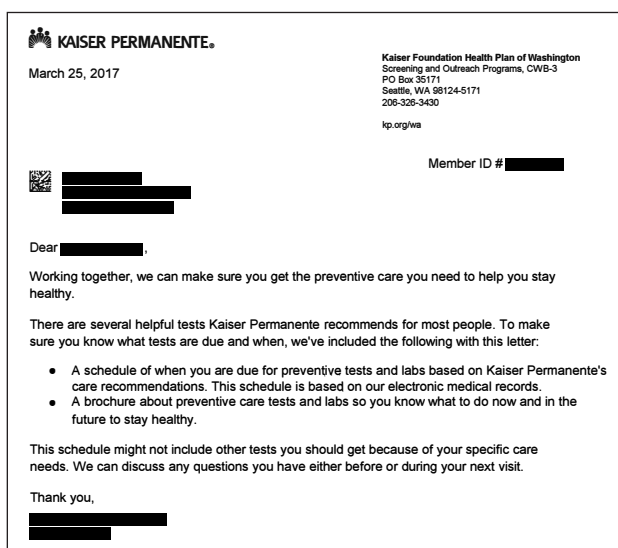 KAISER PERMANENTE®
March 25, 2017
Kaiser Foundation Health Plan of Washington
Screening and Outreach Programs, CWB-3
PO Box 35171
Seattle, WA 98124-5171
206-326-3430
kp.org/wa
Member ID #
Dear ,
Working together, we can make sure you get the preventive care you need to help you stay
healthy.
There are several helpful tests Kaiser Permanente recommends for most people. To make
sure you know what tests are due and when, we've included the following with this letter:
● A schedule of when you are due for preventive tests and labs based on Kaiser Permanente's
care recommendations. This schedule is based on our electronic medical records.
● A brochure about preventive care tests and labs so you know what to do now and in the
future to stay healthy.
This schedule might not include other tests you should get because of your specific care
needs. We can discuss any questions you have either before or during your next visit.
Thank you,